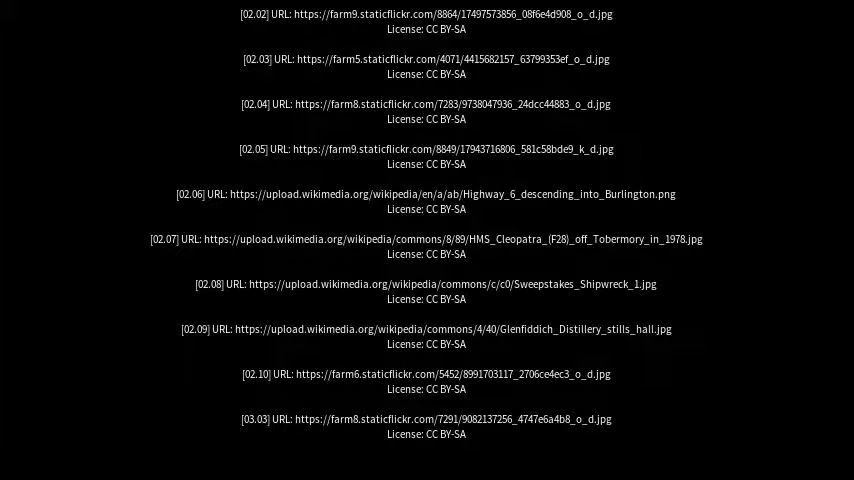 [02.02] URL: https://farm9.staticflickr.com/8864/17497573856_08f6e4d908_o_d.jpg
License: CC BY-SA
[02.03] URL: https://farm5.staticflickr.com/4071/4415682157_63799353ef_o_d.jpg
License: CC BY-SA
[02.04] URL: https://farm8.staticflickr.com/7283/9738047936_24dcc44883_o_d.jpg
License: CC BY-SA
[02.05] URL: https://farm9.staticflickr.com/8849/17943716806_581c58bde9_k_d.jpg
License: CC BY-SA
[02.06] URL: https://upload.wikimedia.org/wikipedia/en/a/ab/Highway_6_descending_into_Burlington.png
License: CC BY-SA
[02.07] URL: https://upload.wikimedia.org/wikipedia/commons/8/89/HMS_Cleopatra_(F28)_off_Tobermory_in_1978.jpg
License: CC BY-SA
[02.08] URL: https://upload.wikimedia.org/wikipedia/commons/c/c0/Sweepstakes_Shipwreck_1.jpg
License: CC BY-SA
[02.09] URL: https://upload.wikimedia.org/wikipedia/commons/4/40/Glenfiddich_Distillery_stills_hall.jpg
License: CC BY-SA
[02.10] URL: https://farm6.staticflickr.com/5452/8991703117_2706ce4ec3_o_d.jpg
License: CC BY-SA
[03.03] URL: https://farm8.staticflickr.com/7291/9082137256_4747e6a4b8_o_d.jpg
License: CC BY-SA